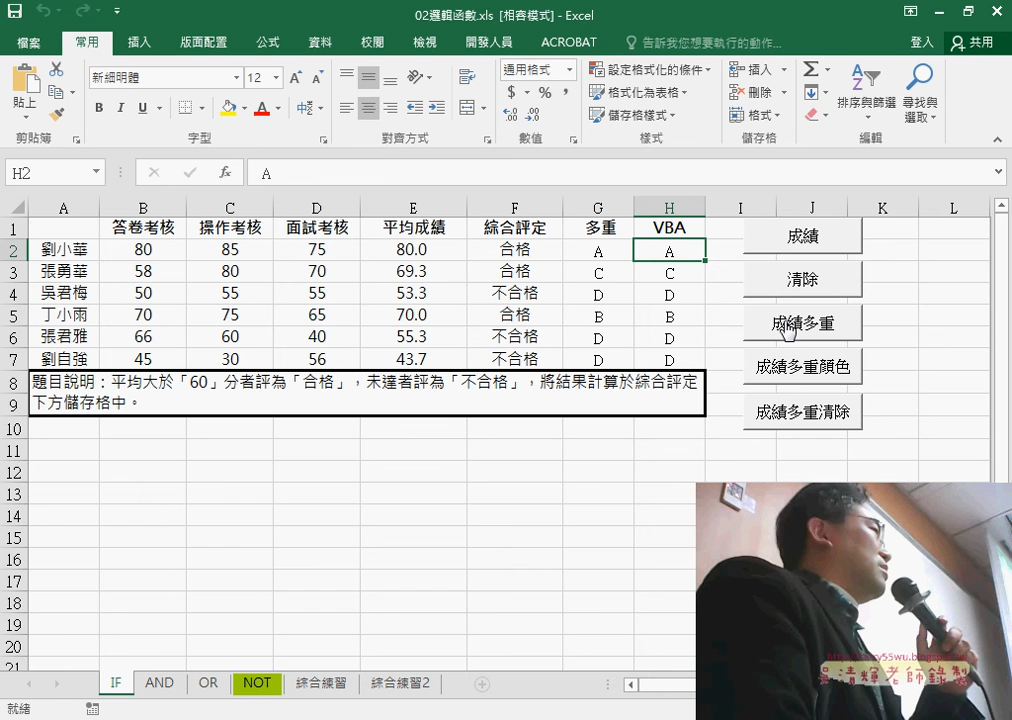 02邏輯函數.xls [相容模式] - Excel
檔案 常用 插入 版面配置 公式 資料 校閱 檢視 開發人員 ACROBAT 告訴我您想要執行的動作... 登入 共用
貼上 新細明體 12 通用格式 設定格式化的條件 格式化為表格 儲存格樣式 插入 刪除 格式 排序與篩選 尋找與選取
剪貼簿 字型 對齊方式 數值 樣式 儲存格 編輯
H2 fx A
A B C D E F G H I J K L
1 答卷考核 操作考核 面試考核 平均成績 綜合評定 多重 VBA
2 劉小華 80 85 75 80.0 合格 A A
3 張勇華 58 80 70 69.3 合格 C C
4 吳君梅 50 55 55 53.3 不合格 D D
5 丁小雨 70 75 65 70.0 合格 B B
6 張君雅 66 60 40 55.3 不合格 D D
7 劉自強 45 30 56 43.7 不合格 D D
8 題目說明：平均大於「60」分者評為「合格」，未達者評為「不合格」，將結果計算於綜合評定
9 下方儲存格中。
10
11
12
13
14
15
16
17
18
19
20
21
成績
清除
成績多重
成績多重顏色
成績多重清除
IF AND OR NOT 綜合練習 綜合練習2
就緒
吳清輝老師錄製